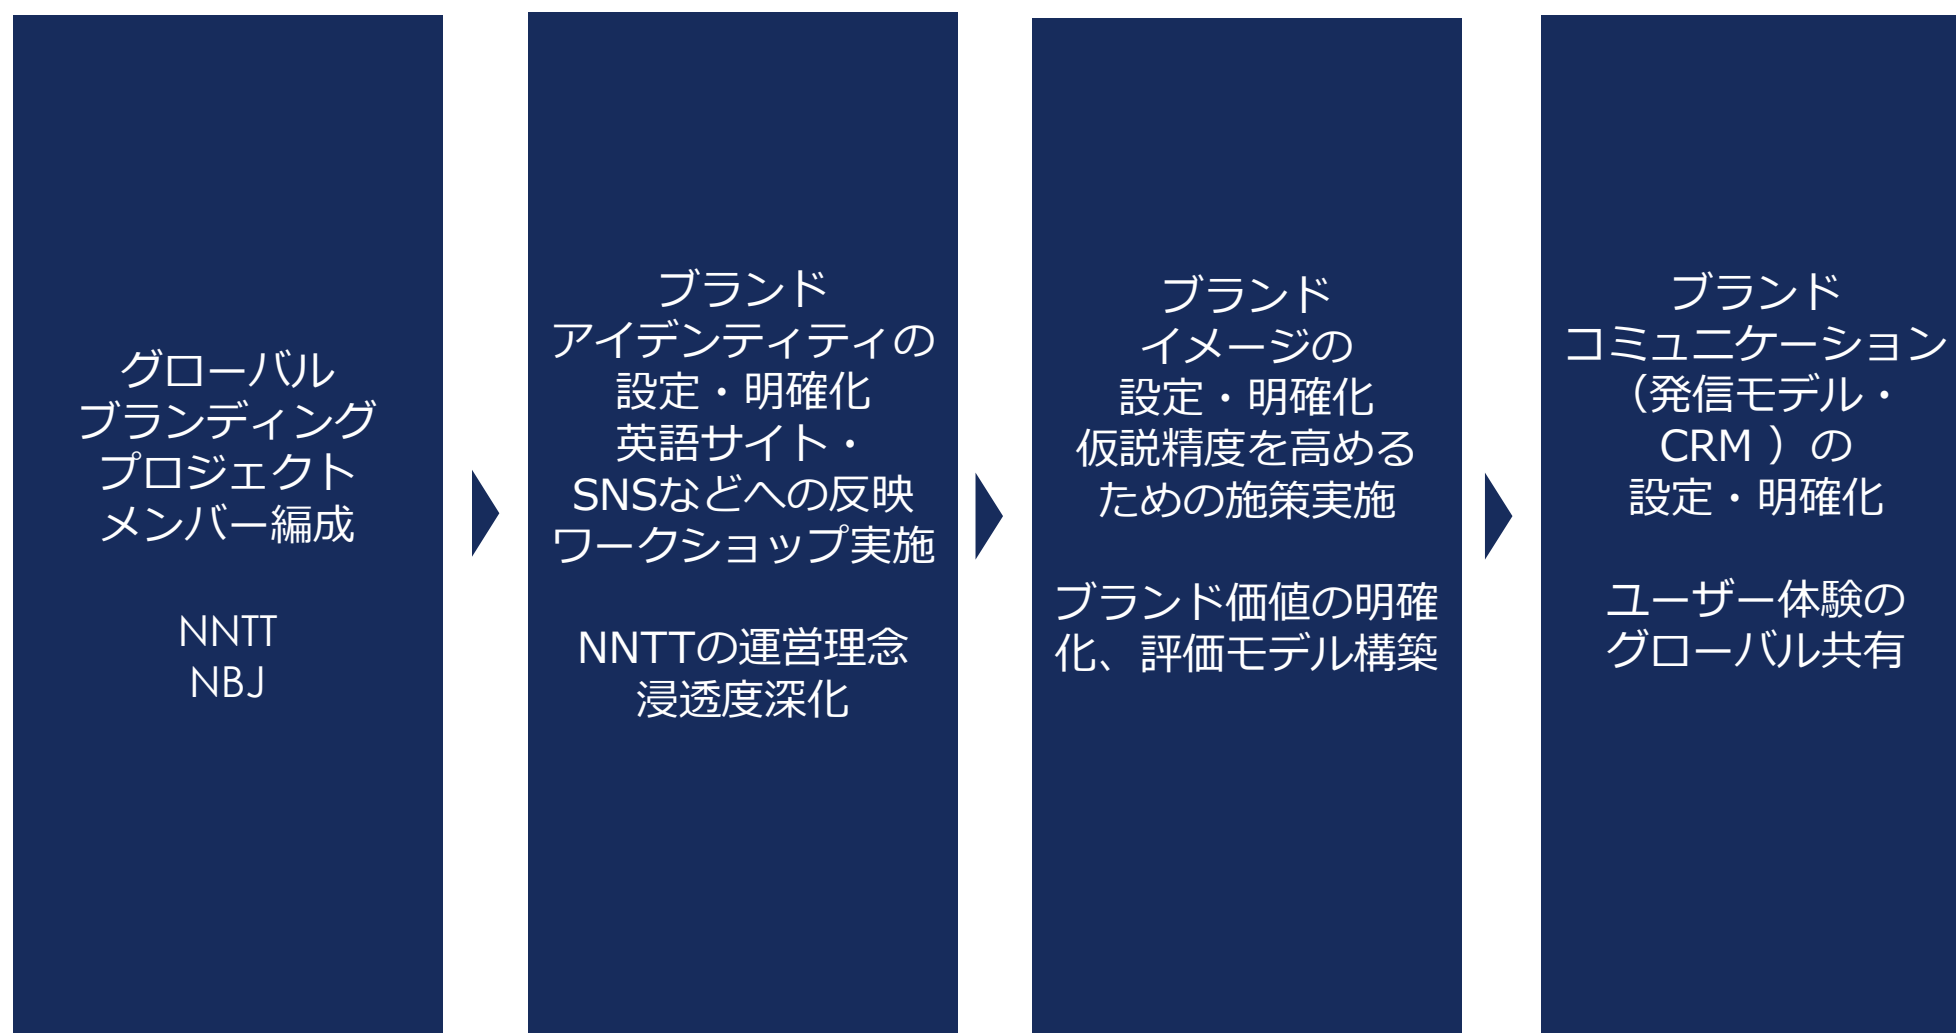 グローバル
ブランディング
プロジェクト
メンバー編成
NNTT
NBJ
ブランド
アイデンティティの
設定・明確化
英語サイト・
SNSなどへの反映
ワークショップ実施
NNTTの運営理念
浸透度深化
ブランド
イメージの
設定・明確化
仮説精度を高める
ための施策実施
ブランド価値の明確
化、評価モデル構築
ブランド
コミュニケーション
（発信モデル・
CRM ）の
設定・明確化
ユーザー体験の
グローバル共有